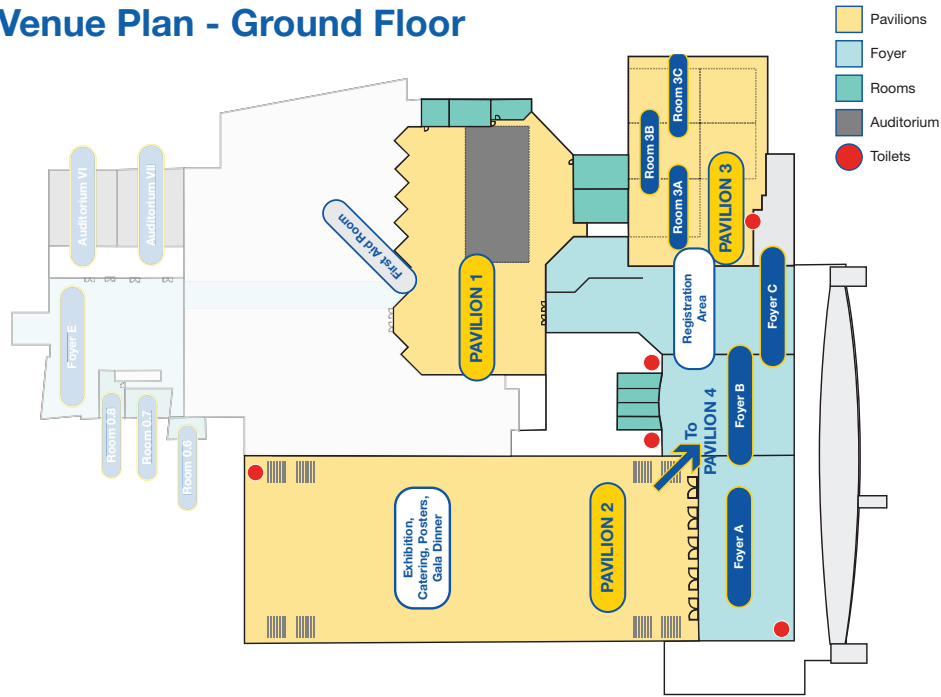 Venue Plan - Ground Floor
Pavilions
Foyer
Rooms
Auditorium
Toilets
Room 3C
Room 3B
Room 3A
PAVILION 3
Auditorium VI
Auditorium VII
First Aid Room
PAVILION 1
Registration
Area
Foyer C
Foyer E
Foyer B
To
PAVILION 4
Room 0.8
Room 0.7
Room 0.6
Exhibition,
Catering, Posters,
Gala Dinner
PAVILION 2
Foyer A